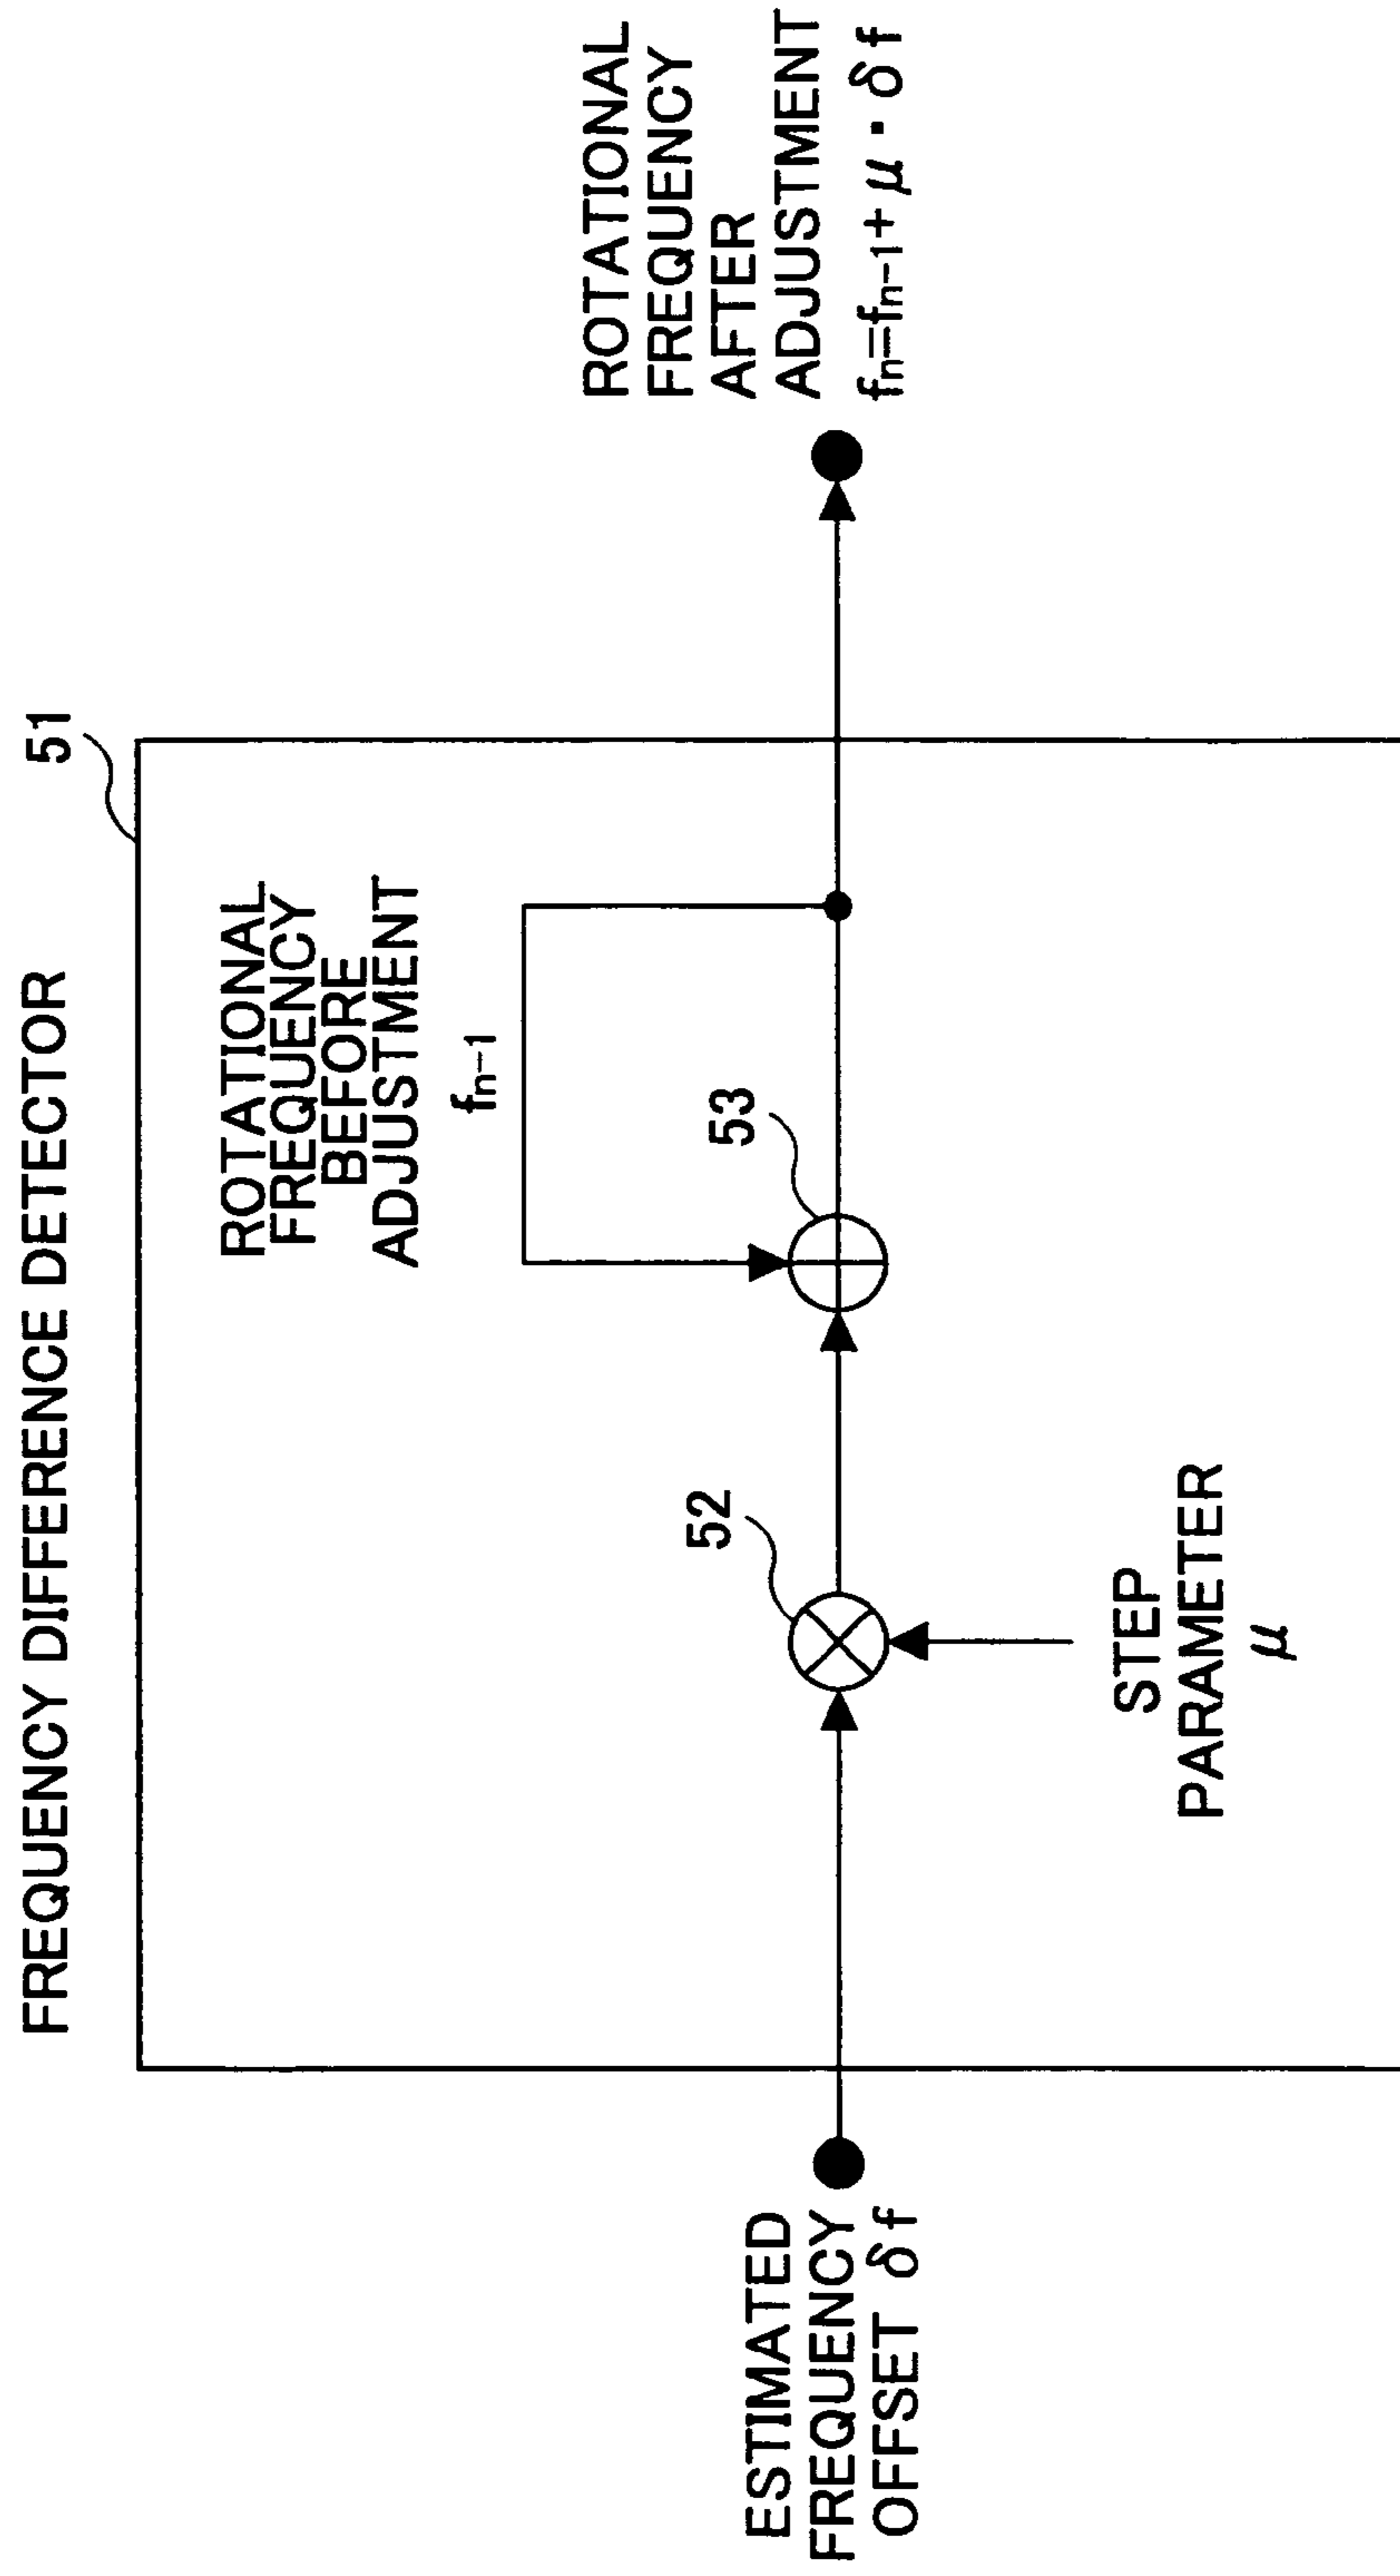 FREQUENCY DIFFERENCE DETECTOR
51
ROTATIONAL
FREQUENCY
BEFORE
ADJUSTMENT
fn-1
52
53
ESTIMATED
FREQUENCY
OFFSET δf
STEP
PARAMETER
μ
ROTATIONAL
FREQUENCY
AFTER
ADJUSTMENT
fn=fn-1+μ・δf